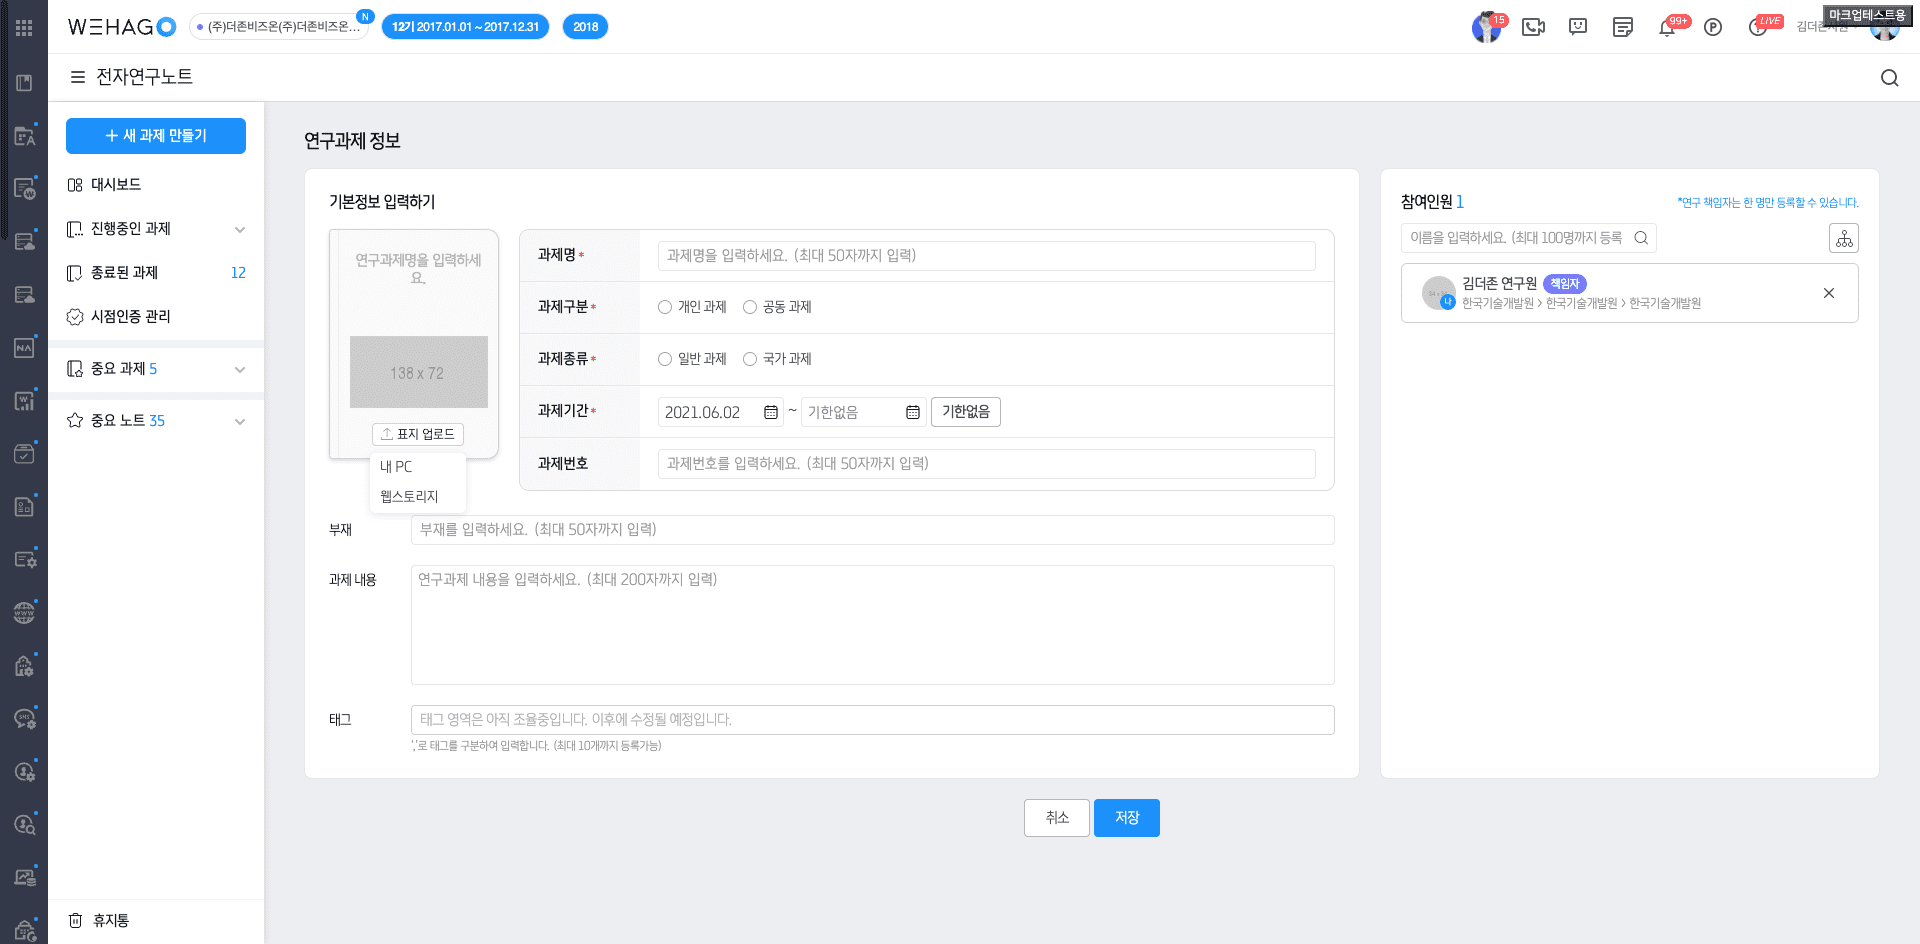 WEHAGO
(주)더존비즈온(주)더존비즈온...
N
12기 2017.01.01 ~ 2017.12.31
2018
15
99+
LIVE
마크업테스트용
전자연구노트
새 과제 만들기
대시보드
진행중인 과제
종료된 과제 12
시점인증 관리
중요 과제 5
중요 노트 35
휴지통
연구과제 정보
기본정보 입력하기
연구과제명을 입력하세
요.
138 x 72
표지 업로드
내 PC
웹스토리지
과제명*
과제명을 입력하세요. (최대 50자까지 입력)
과제구분*
개인 과제 공동 과제
과제종류*
일반 과제 국가 과제
과제기간*
2021.06.02 ~ 기한없음 기한없음
과제번호
과제번호를 입력하세요. (최대 50자까지 입력)
부재
부재를 입력하세요. (최대 50자까지 입력)
과제 내용
연구과제 내용을 입력하세요. (최대 200자까지 입력)
태그
태그 영역은 아직 조율중입니다. 이후에 수정될 예정입니다.
','로 태그를 구분하여 입력합니다. (최대 10개까지 등록가능)
취소
저장
참여인원 1
*연구 책임자는 한 명만 등록할 수 있습니다.
이름을 입력하세요. (최대 100명까지 등록
김더존 연구원 책임자
나
한국기술개발원 > 한국기술개발원 > 한국기술개발원